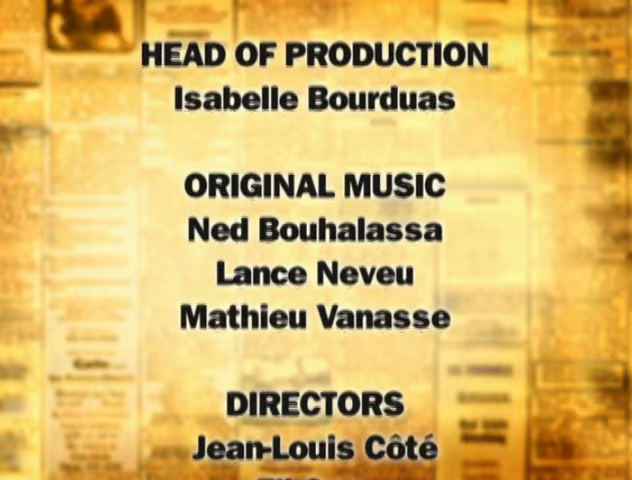 HEAD OF PRODUCTION
Isabelle Bourduas
ORIGINAL MUSIC
Ned Bouhalassa
Lance Neveu
Mathieu Vanasse
DIRECTORS
Jean-Louis Côté